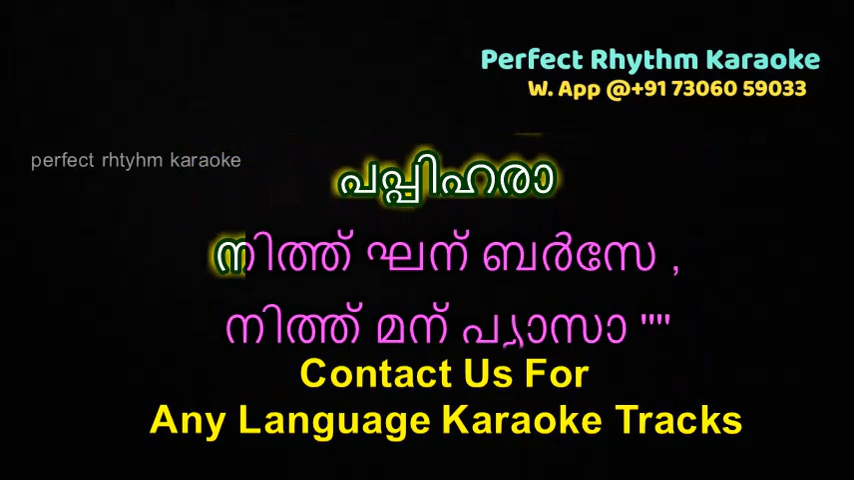 Perfect Rhythm Karaoke
W. App @+91 73060 59033
perfect rhtyhm karaoke
പപ്പിഹരാ
നിത്ത് ഘന് ബർസേ ,
നിത്ത് മന് പ്യാസാ ""
Contact Us For
Any Language Karaoke Tracks